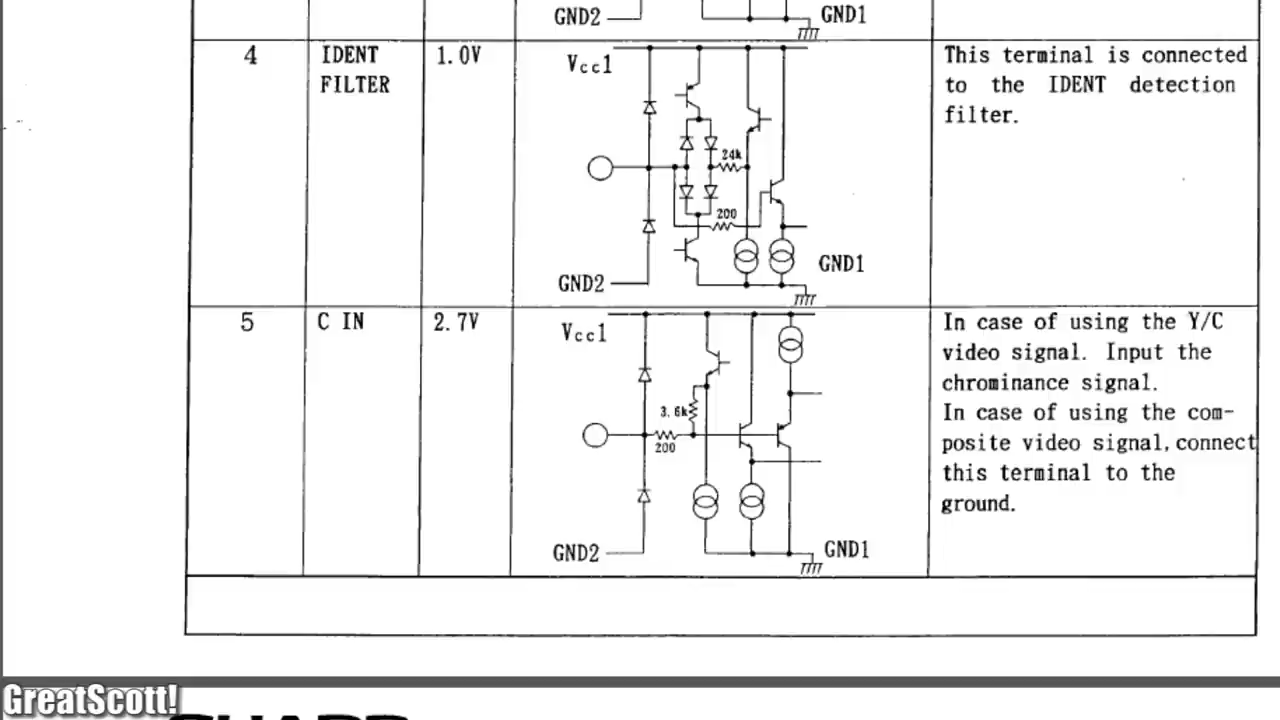 GND2
GND1
4
IDENT
FILTER
1.0V
Vcc1
24k
200
GND2
GND1
This terminal is connected
to the IDENT detection
filter.
5
C IN
2.7V
Vcc1
3.6k
200
GND2
GND1
In case of using the Y/C
video signal. Input the
chrominance signal.
In case of using the com-
posite video signal, connect
this terminal to the
ground.
GreatScott!